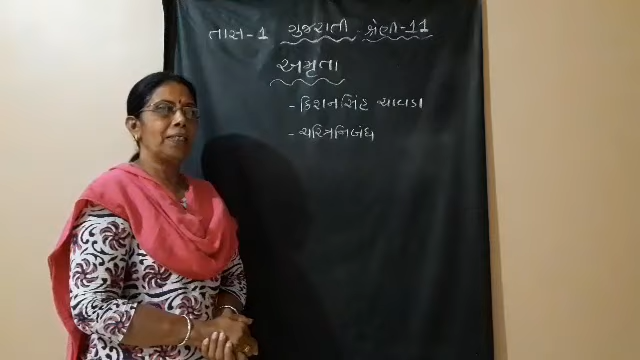 તાસ-1 ગુજરાતી શ્રેણી-11
અમૃતા
- કિશનસિંહ ચાવડા
- ચરિત્રનિબંધ